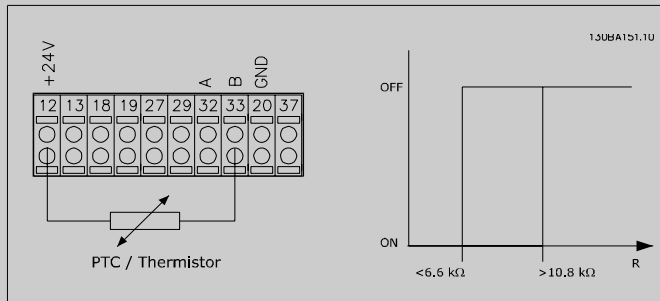 130BA151.10
+24V
A
B
GND
12 13 18 19 27 29 32 33 20 37
PTC / Thermistor
OFF
ON
R
<6.6 kΩ
>10.8 kΩ